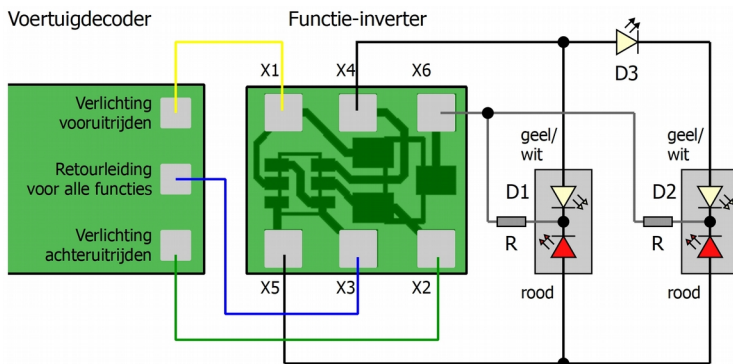 Voertuigdecoder
Functie-inverter
X1
X4
X6
D3
Verlichting
vooruitrijden
Retourleiding
voor alle functies
Verlichting
achteruitrijden
geel/
wit
geel/
wit
D1
D2
R
R
rood
rood
X5
X3
X2